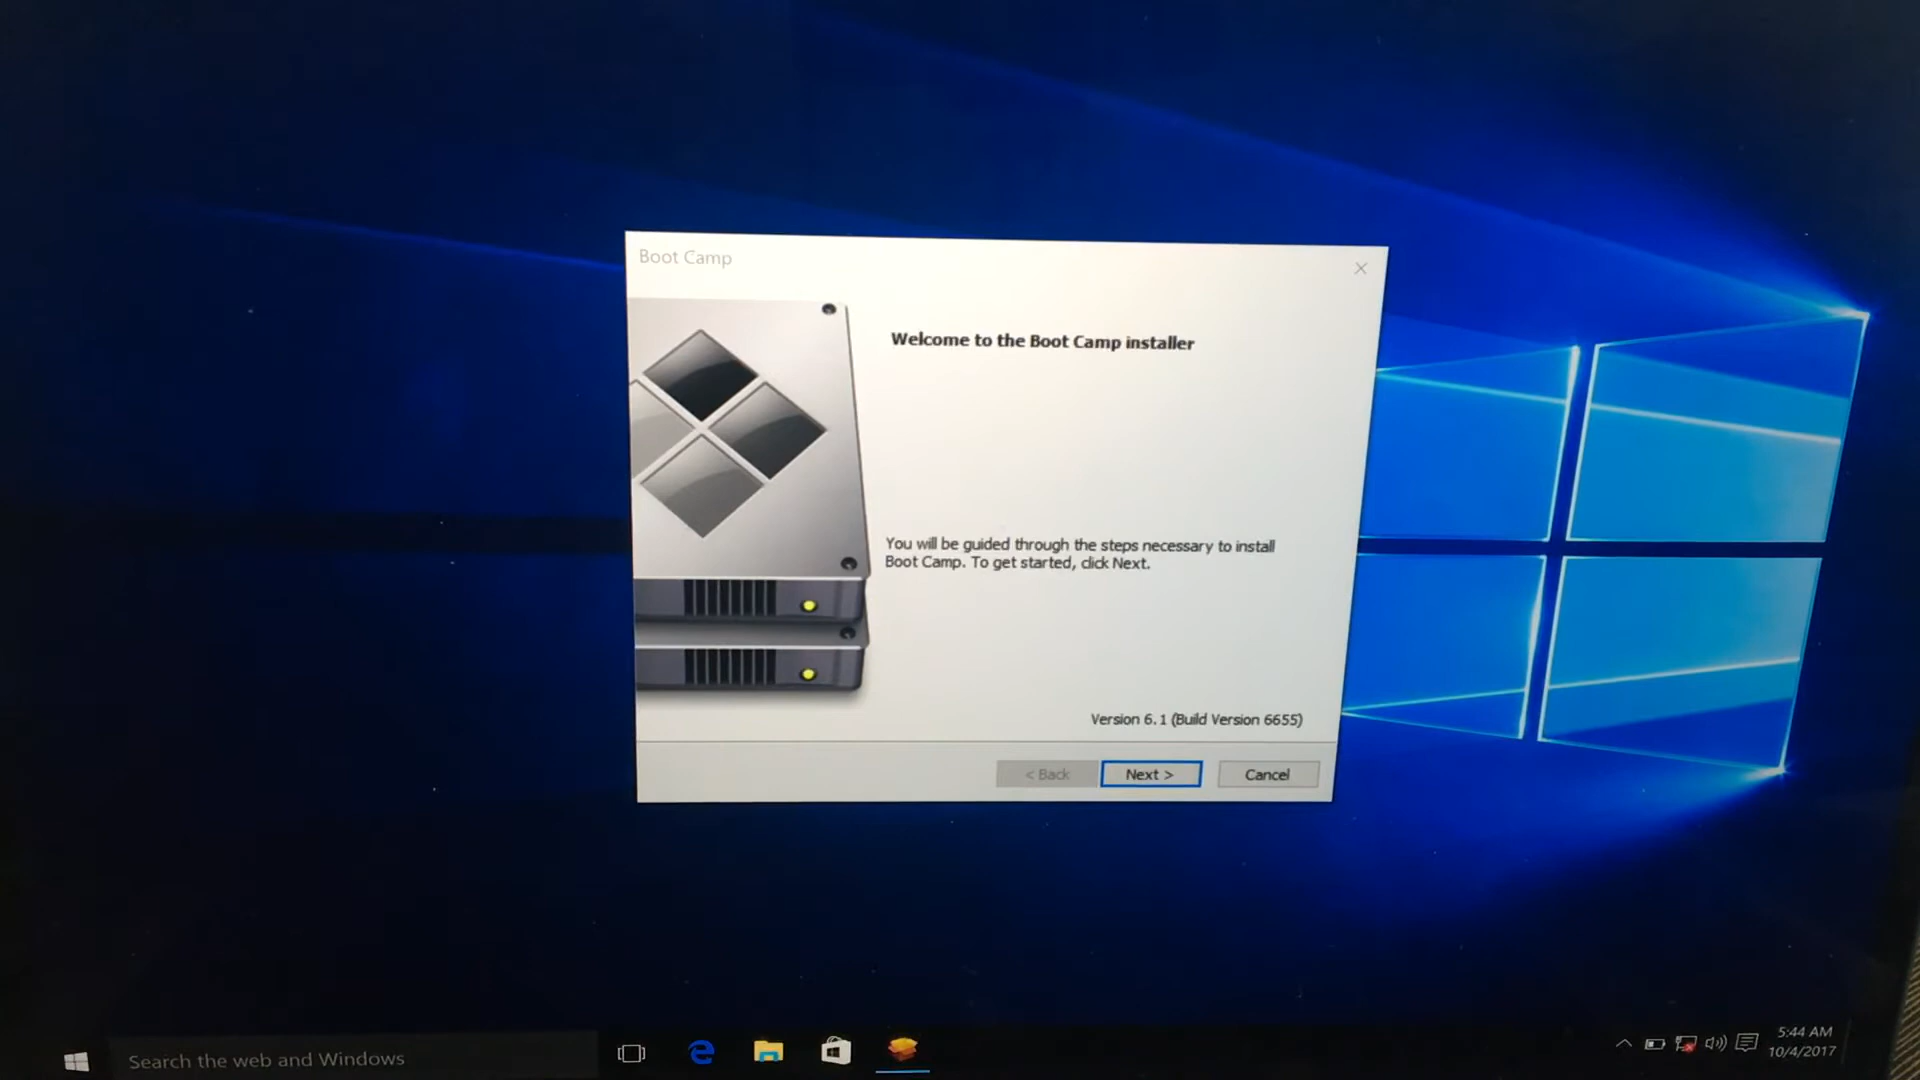 Boot Camp
Welcome to the Boot Camp installer
You will be guided through the steps necessary to install
Boot Camp. To get started, click Next.
Version 6.1 (Build Version 6655)
< Back
Next >
Cancel
Search the web and Windows
5:44 AM
10/4/2017